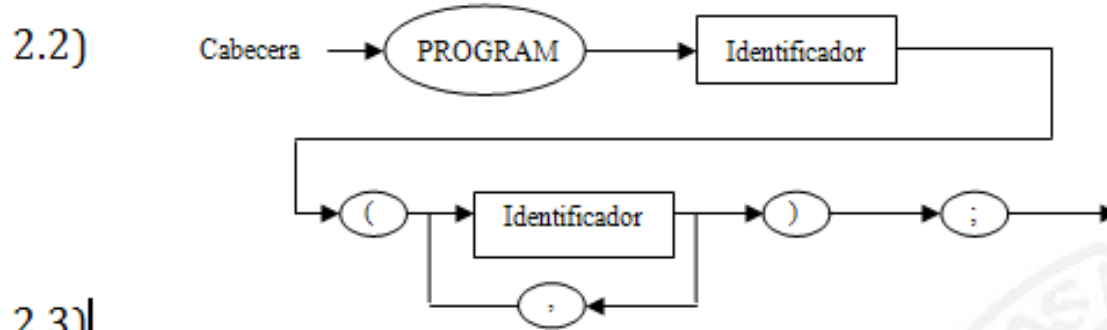 2.2) Cabecera PROGRAM Identificador
( Identificador ) ;
,
2.3)